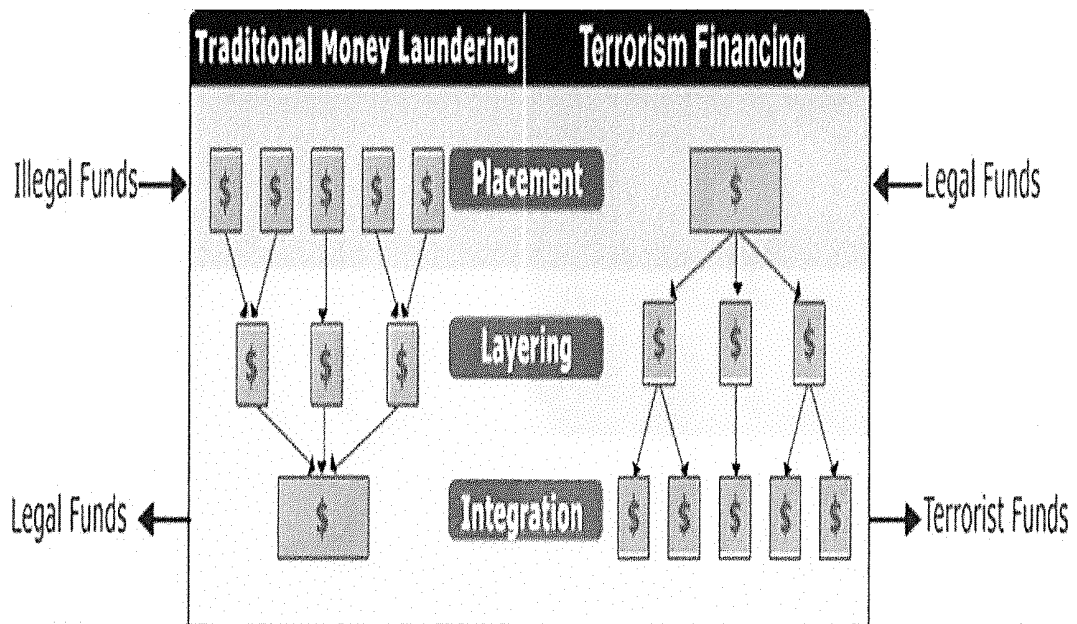 Traditional Money Laundering
Terrorism Financing
Illegal Funds
$ $ $ $ $
Placement
$
Legal Funds
$ $ $
Layering
$ $ $
Legal Funds
$
Integration
$ $ $ $ $
Terrorist Funds